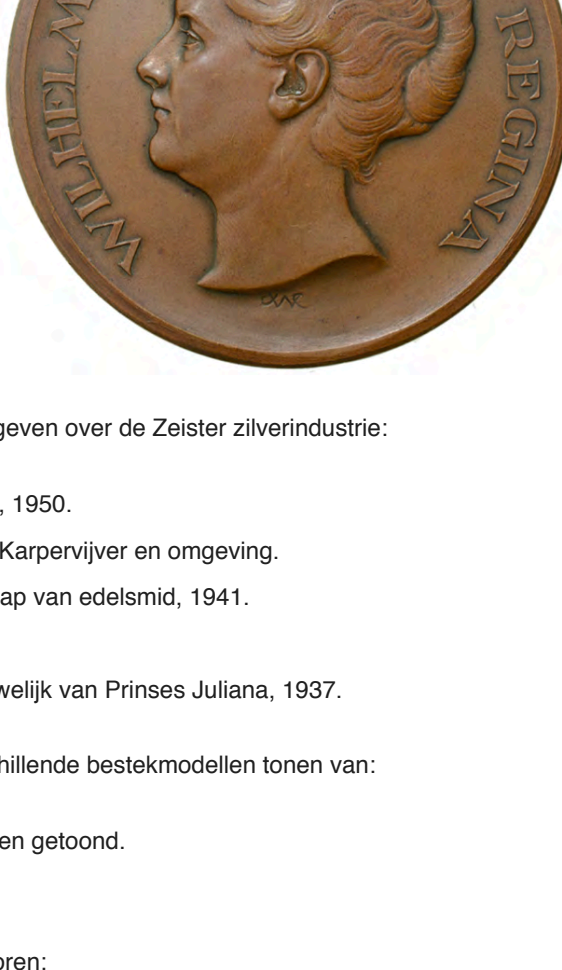 WILHELM
REGINA
geven over de Zeister zilverindustrie:
, 1950.
Karpervijver en omgeving.
ap van edelsmid, 1941.
welijk van Prinses Juliana, 1937.
hillende bestekmodellen tonen van:
en getoond.
oren: